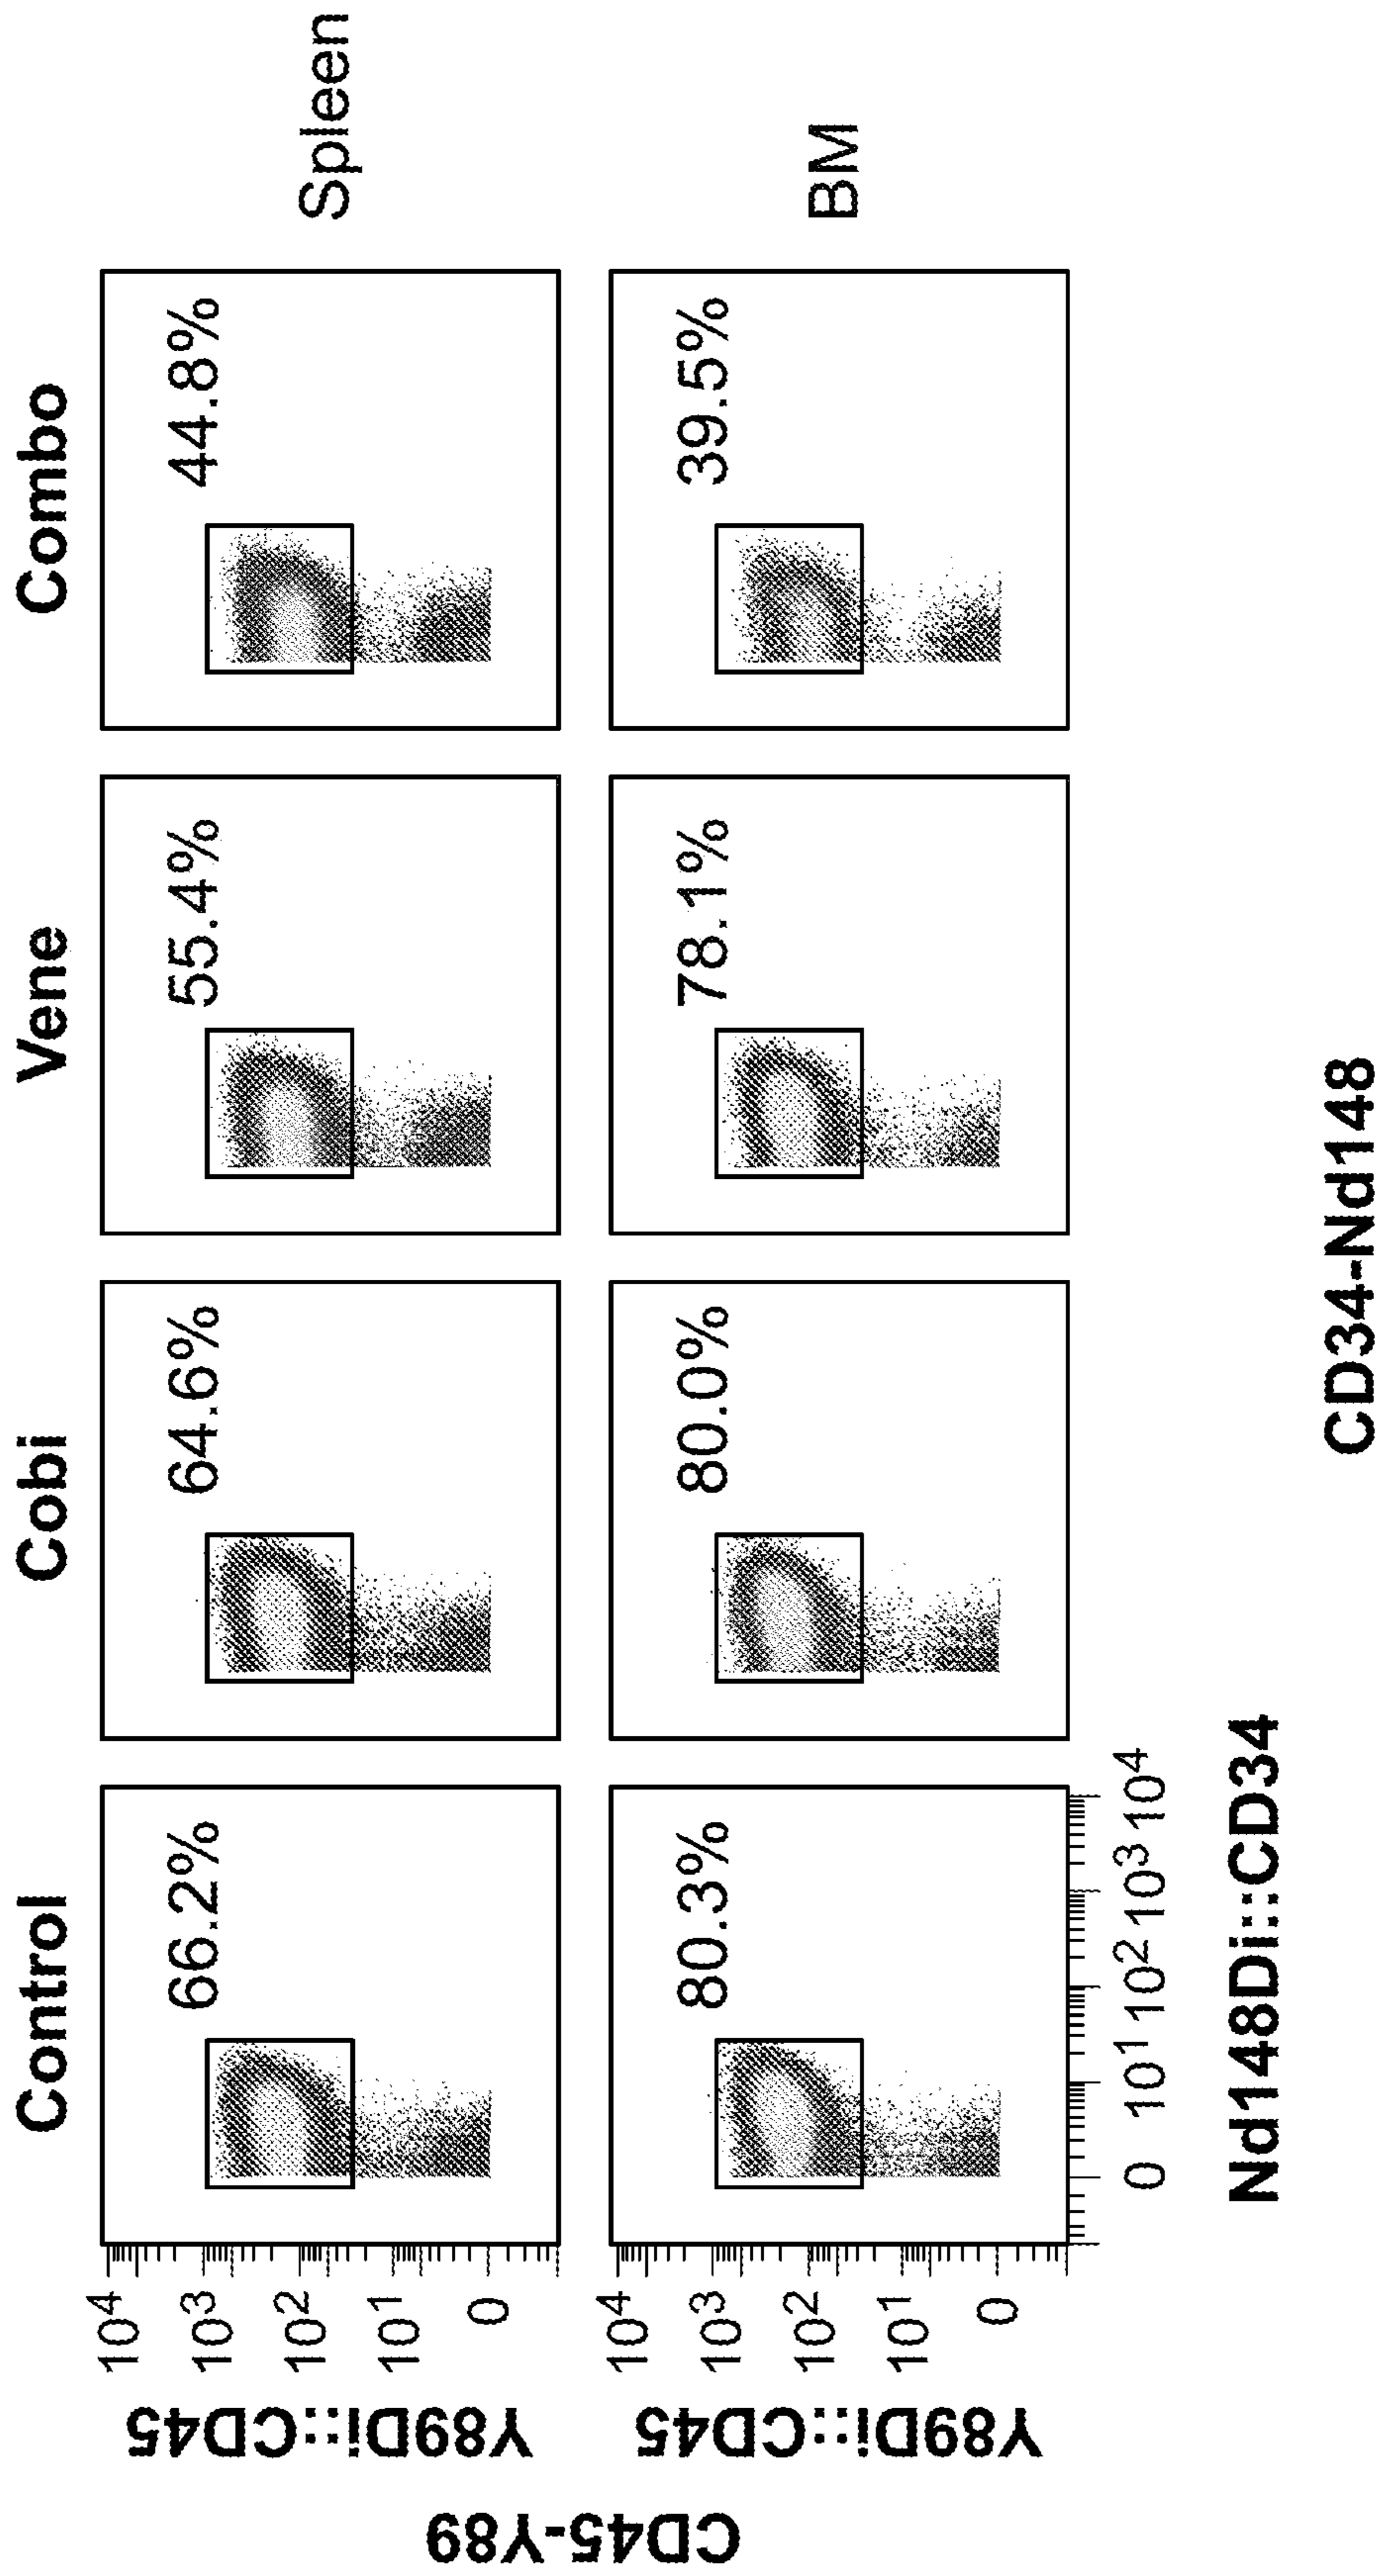 Control Cobi Vene Combo
66.2% 64.6% 55.4% 44.8% Spleen
10⁴
10³
10²
10¹
0
Y89Di::CD45
80.3% 80.0% 78.1% 39.5% BM
10⁴
10³
10²
10¹
0
Y89Di::CD45
CD45-Y89
0 10¹ 10² 10³ 10⁴
Nd148Di::CD34
CD34-Nd148